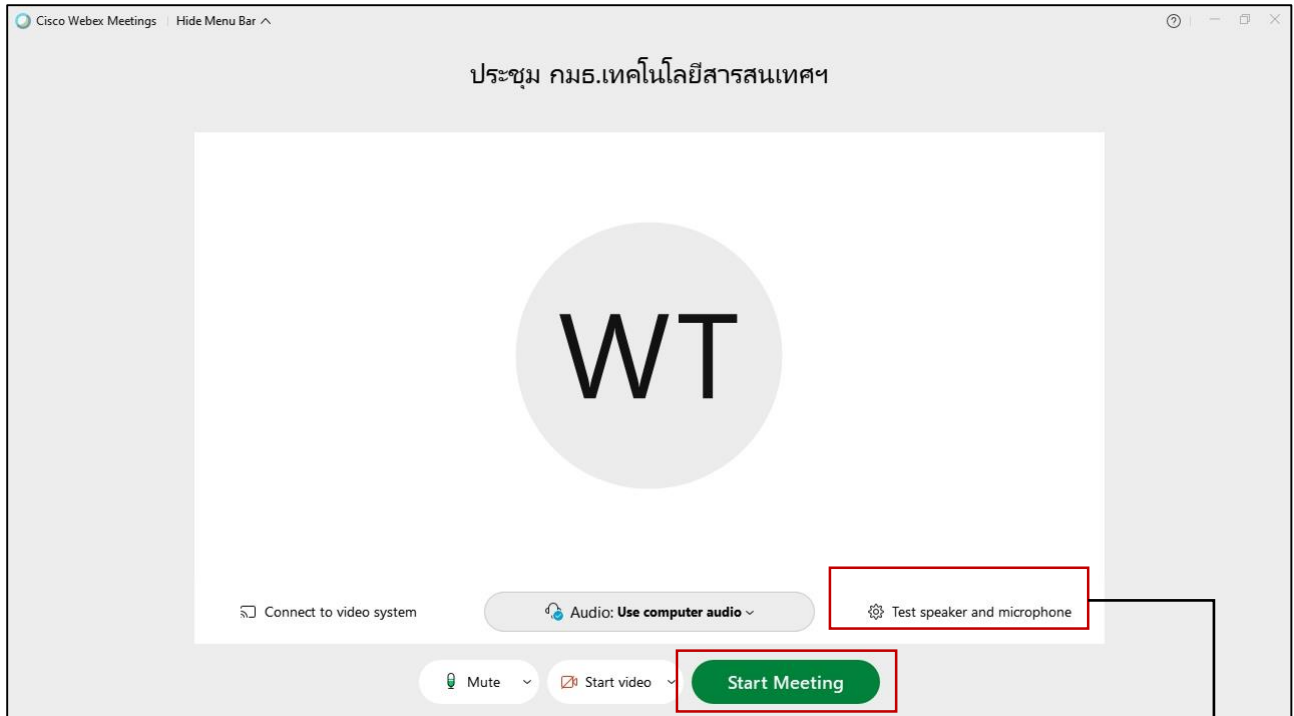 Cisco Webex Meetings Hide Menu Bar
ประชุม กมธ.เทคโนโลยีสารสนเทศฯ
WT
Connect to video system Audio: Use computer audio Test speaker and microphone
Mute Start video Start Meeting